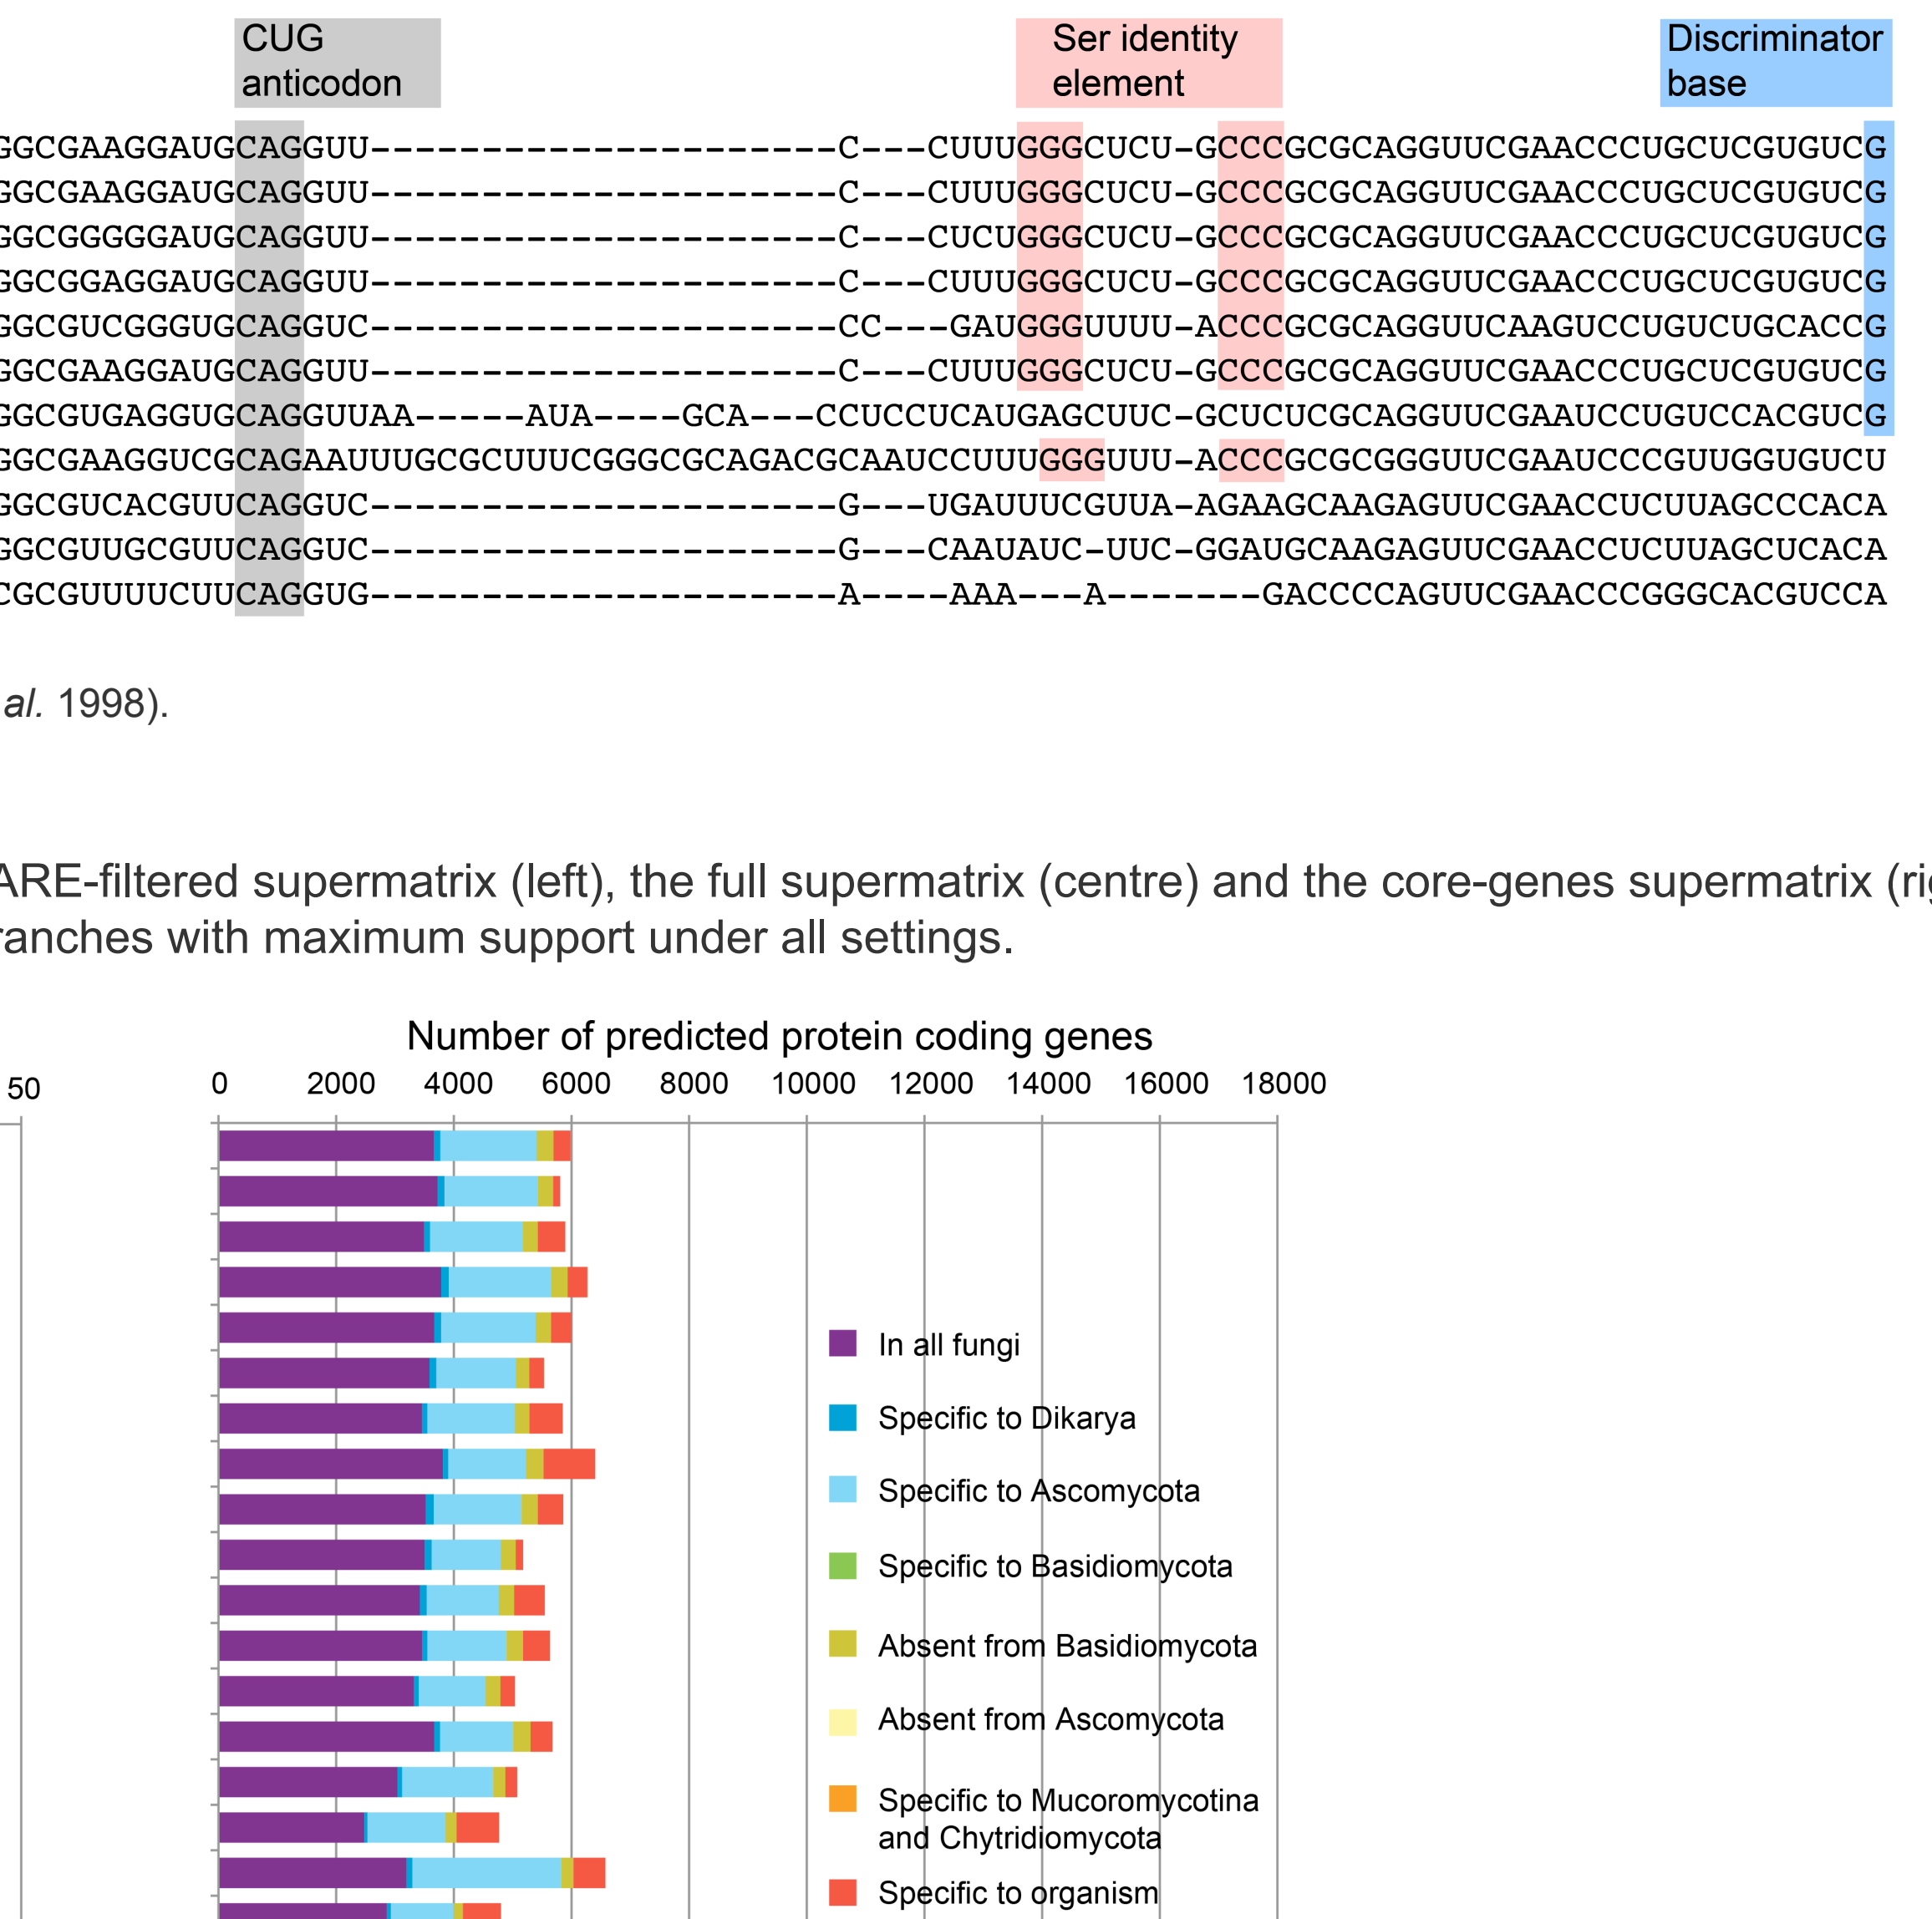 CUG
anticodon
Ser identity
element
Discriminator
base
GGCGAAGGAUGCAGGUU---------------------C---CUUUGGGCUCU-GCCCGCGCAGGUUCGAACCCUGCUCGUGUCG
GGCGAAGGAUGCAGGUU---------------------C---CUUUGGGCUCU-GCCCGCGCAGGUUCGAACCCUGCUCGUGUCG
GGCGGGGGAUGCAGGUU---------------------C---CUCUGGGCUCU-GCCCGCGCAGGUUCGAACCCUGCUCGUGUCG
GGCGGAGGAUGCAGGUU---------------------C---CUUUGGGCUCU-GCCCGCGCAGGUUCGAACCCUGCUCGUGUCG
GGCGUCGGGUGCAGGUC---------------------CC---GAUGGGUUUU-ACCCGCGCAGGUUCAAGUCCUGUCUGCACCG
GGCGAAGGAUGCAGGUU---------------------C---CUUUGGGCUCU-GCCCGCGCAGGUUCGAACCCUGCUCGUGUCG
GGCGUGAGGUGCAGGUUAA-----AUA----GCA---CCUCCUCAUGAGCUUC-GCUCUCGCAGGUUCGAAUCCUGUCCACGUCG
GGCGAAGGUCGCAGAAUUUGCGCUUUCGGGCGCAGACGCAAUCCUUUGGGUUU-ACCCGCGCGGGUUCGAAUCCCGUUGGUGUCU
GGCGUCACGUUCAGGUC---------------------G---UGAUUUCGUUA-AGAAGCAAGAGUUCGAACCUCUUAGCCCACA
GGCGUUGCGUUCAGGUC---------------------G---CAAUAUC-UUC-GGAUGCAAGAGUUCGAACCUCUUAGCUCACA
CGCGUUUUCUUCAGGUG---------------------A----AAA---A-------GACCCCAGUUCGAACCCGGGCACGUCCA
al. 1998).
ARE-filtered supermatrix (left), the full supermatrix (centre) and the core-genes supermatrix (rig
ranches with maximum support under all settings.
Number of predicted protein coding genes
50 0 2000 4000 6000 8000 10000 12000 14000 16000 18000
In all fungi
Specific to Dikarya
Specific to Ascomycota
Specific to Basidiomycota
Absent from Basidiomycota
Absent from Ascomycota
Specific to Mucoromycotina
and Chytridiomycota
Specific to organism